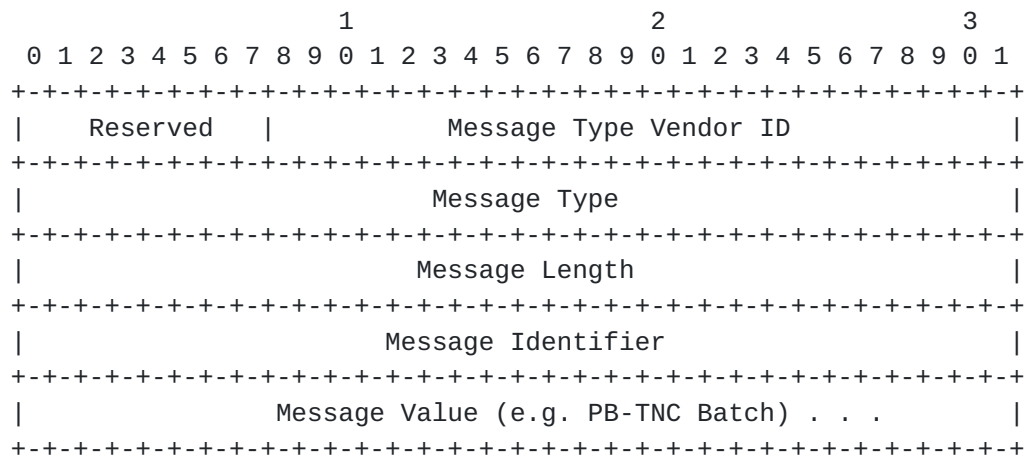 1                   2                   3
 0 1 2 3 4 5 6 7 8 9 0 1 2 3 4 5 6 7 8 9 0 1 2 3 4 5 6 7 8 9 0 1
+-+-+-+-+-+-+-+-+-+-+-+-+-+-+-+-+-+-+-+-+-+-+-+-+-+-+-+-+-+-+-+-+
|    Reserved   |           Message Type Vendor ID              |
+-+-+-+-+-+-+-+-+-+-+-+-+-+-+-+-+-+-+-+-+-+-+-+-+-+-+-+-+-+-+-+-+
|                          Message Type                         |
+-+-+-+-+-+-+-+-+-+-+-+-+-+-+-+-+-+-+-+-+-+-+-+-+-+-+-+-+-+-+-+-+
|                         Message Length                        |
+-+-+-+-+-+-+-+-+-+-+-+-+-+-+-+-+-+-+-+-+-+-+-+-+-+-+-+-+-+-+-+-+
|                       Message Identifier                      |
+-+-+-+-+-+-+-+-+-+-+-+-+-+-+-+-+-+-+-+-+-+-+-+-+-+-+-+-+-+-+-+-+
|                Message Value (e.g. PB-TNC Batch) . . .        |
+-+-+-+-+-+-+-+-+-+-+-+-+-+-+-+-+-+-+-+-+-+-+-+-+-+-+-+-+-+-+-+-+